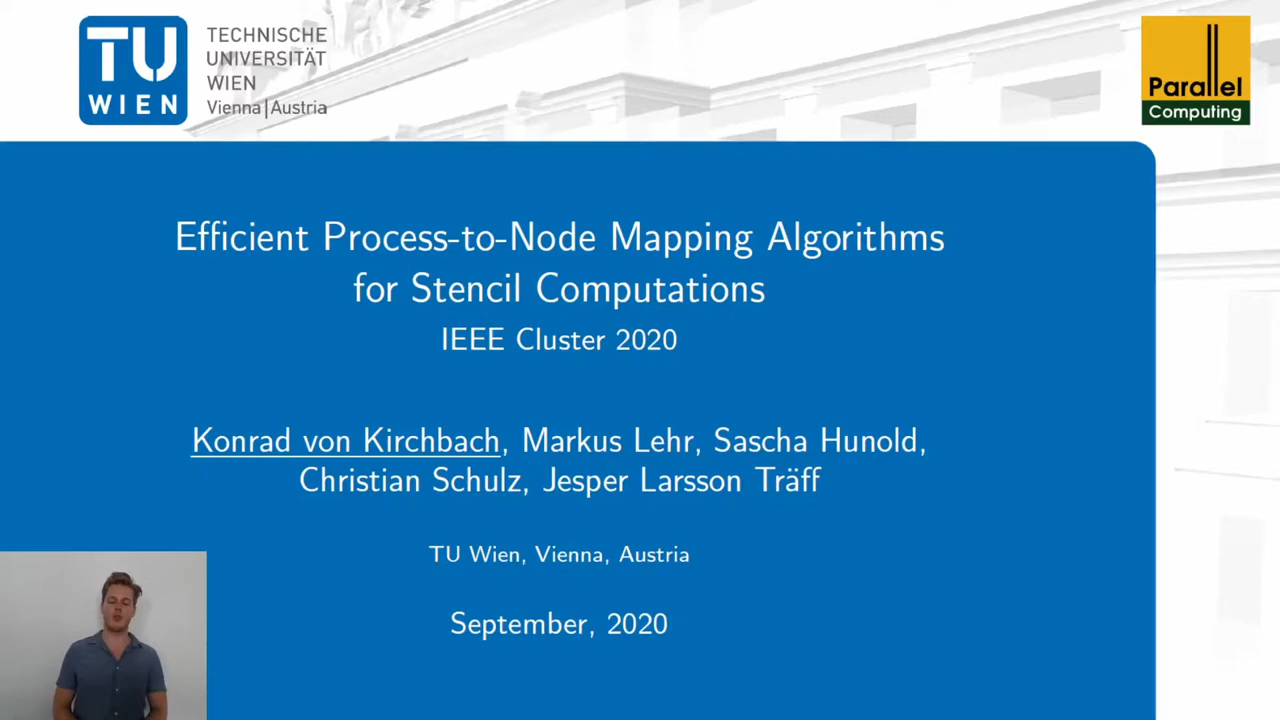 TU
WIEN
TECHNISCHE
UNIVERSITÄT
WIEN
Vienna|Austria
Parallel
Computing
Efficient Process-to-Node Mapping Algorithms
for Stencil Computations
IEEE Cluster 2020
Konrad von Kirchbach, Markus Lehr, Sascha Hunold,
Christian Schulz, Jesper Larsson Träff
TU Wien, Vienna, Austria
September, 2020